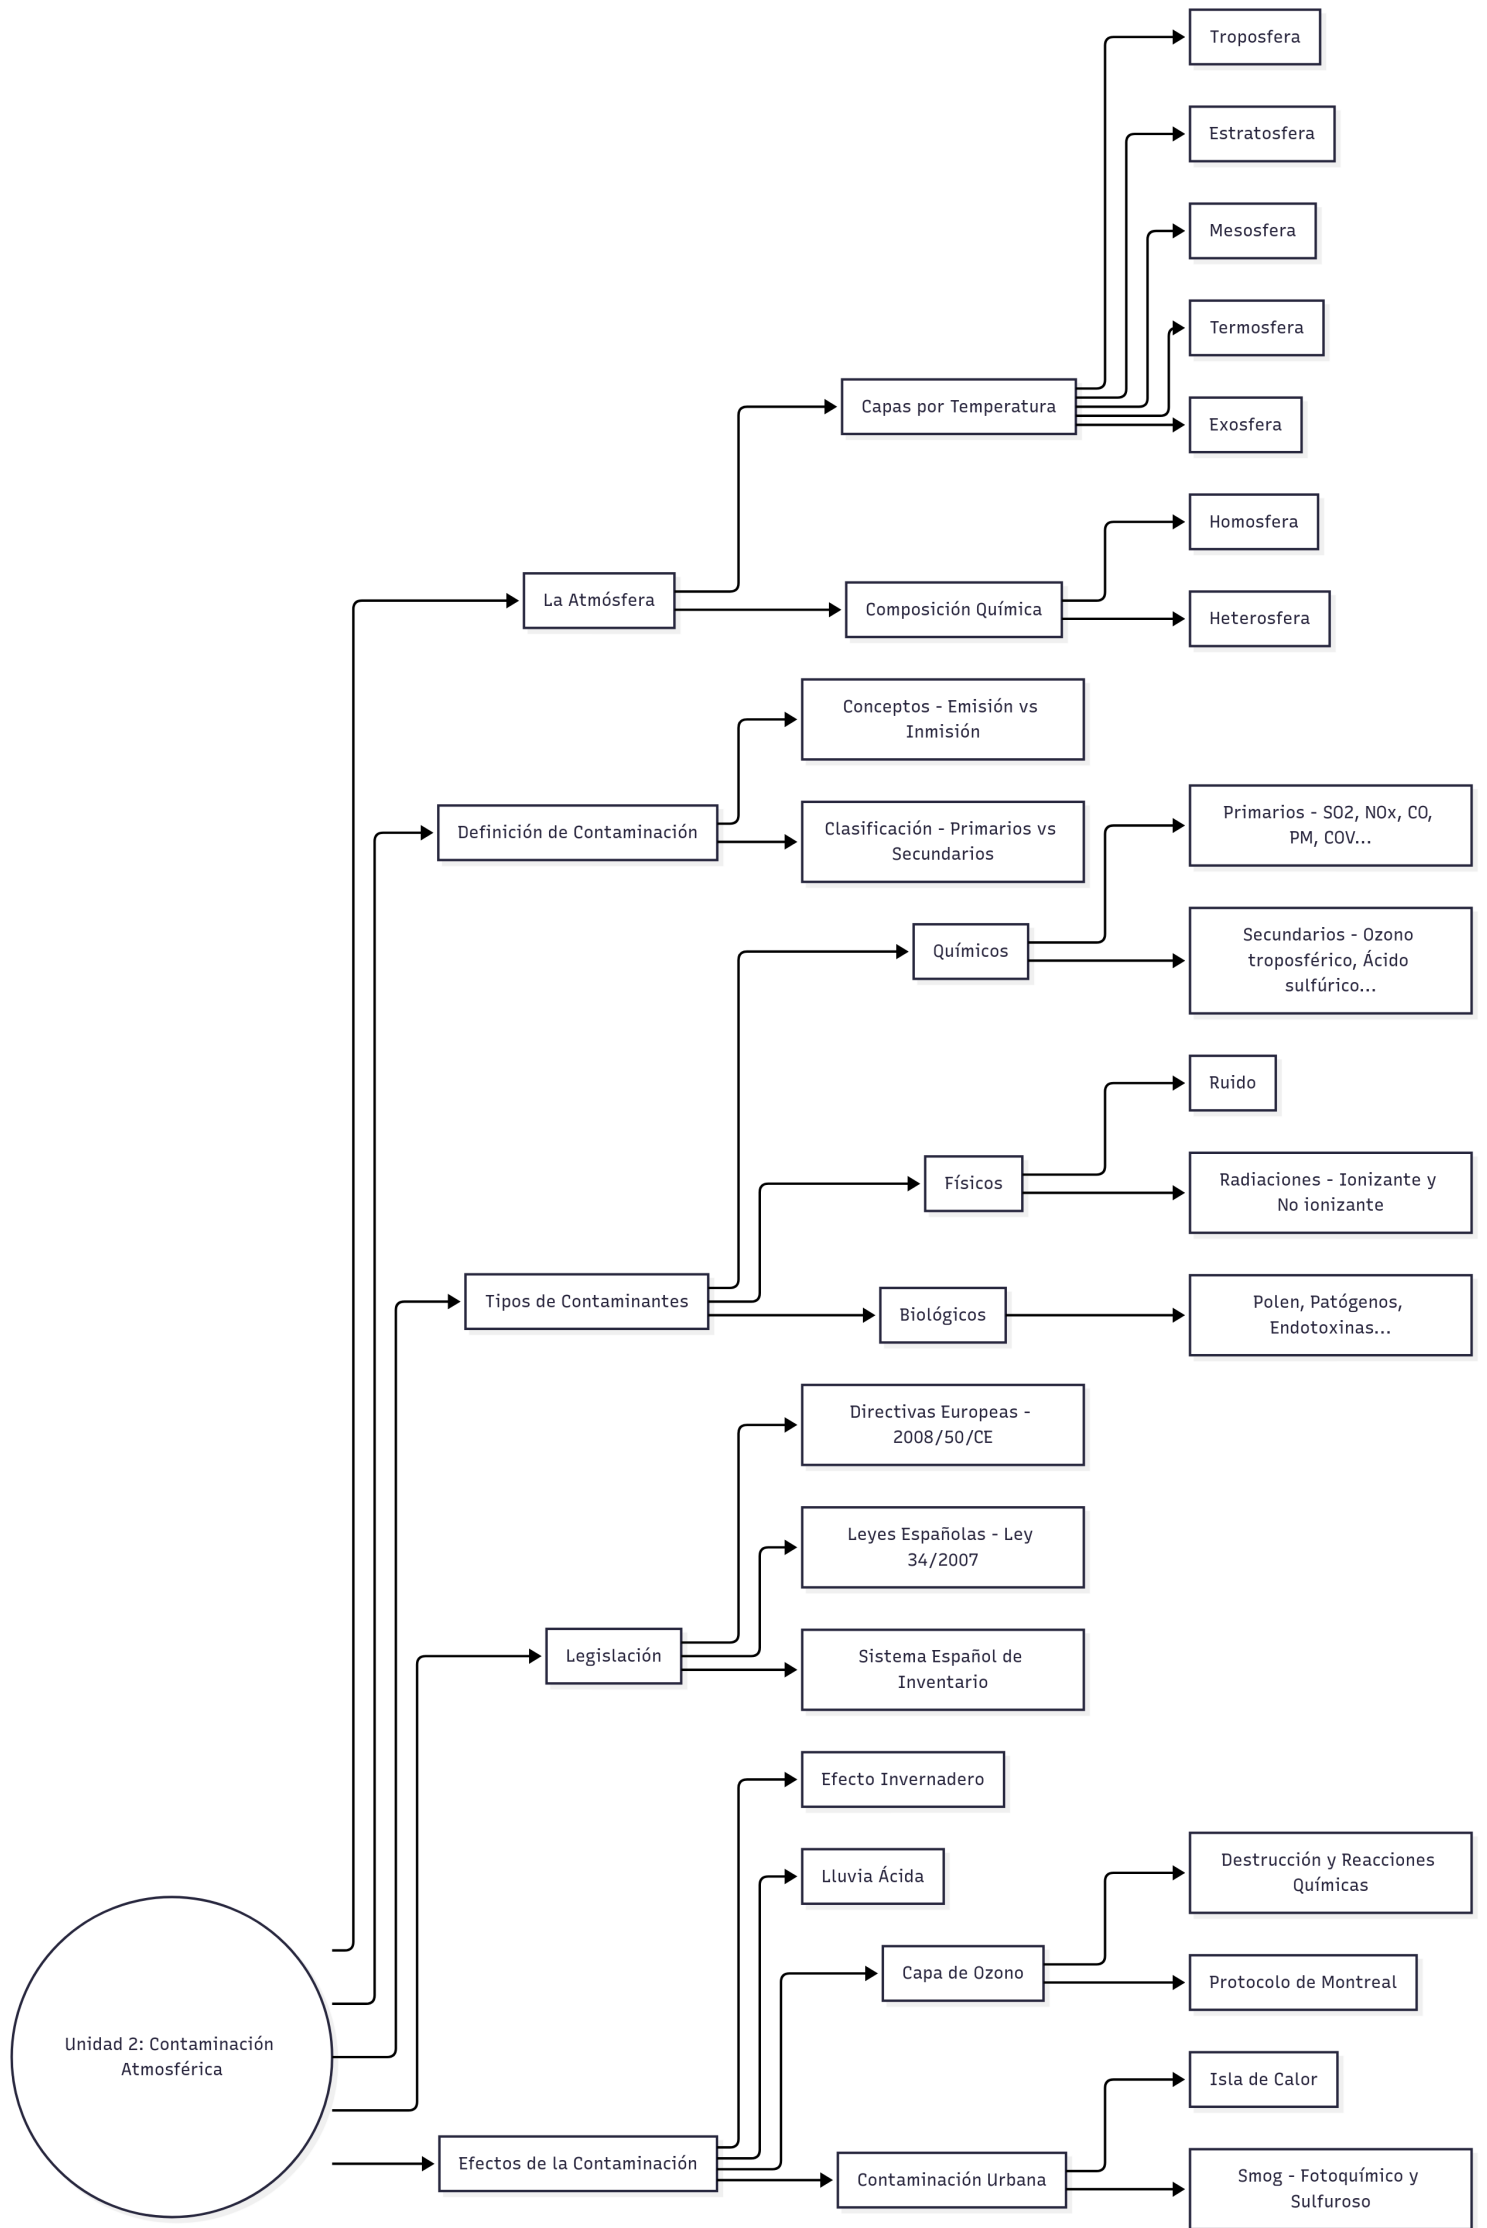 Troposfera
Estratosfera
Mesosfera
Termosfera
Capas por Temperatura
Exosfera
Homosfera
La Atmósfera
Composición Química
Heterosfera
Conceptos - Emisión vs
Inmisión
Definición de Contaminación
Clasificación - Primarios vs
Secundarios
Primarios - SO2, NOx, CO,
PM, COV...
Químicos
Secundarios - Ozono
troposférico, Ácido
sulfúrico...
Ruido
Físicos
Radiaciones - Ionizante y
No ionizante
Tipos de Contaminantes
Biológicos
Polen, Patógenos,
Endotoxinas...
Directivas Europeas -
2008/50/CE
Leyes Españolas - Ley
34/2007
Legislación
Sistema Español de
Inventario
Efecto Invernadero
Lluvia Ácida
Destrucción y Reacciones
Químicas
Capa de Ozono
Protocolo de Montreal
Unidad 2: Contaminación
Atmosférica
Isla de Calor
Efectos de la Contaminación
Contaminación Urbana
Smog - Fotoquímico y
Sulfuroso